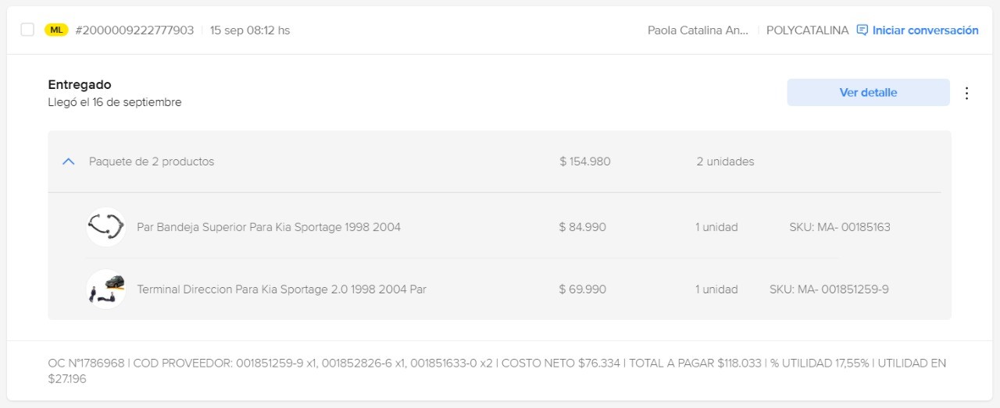 ML #2000009222777903 15 sep 08:12 hs Paola Catalina An... POLYCATALINA Iniciar conversación
Entregado
Llegó el 16 de septiembre
Ver detalle
Paquete de 2 productos $ 154.980 2 unidades
Par Bandeja Superior Para Kia Sportage 1998 2004 $ 84.990 1 unidad SKU: MA- 00185163
Terminal Direccion Para Kia Sportage 2.0 1998 2004 Par $ 69.990 1 unidad SKU: MA- 001851259-9
OC N°1786968 | COD PROVEEDOR: 001851259-9 x1, 001852826-6 x1, 001851633-0 x2 | COSTO NETO $76.334 | TOTAL A PAGAR $118.033 | % UTILIDAD 17,55% | UTILIDAD EN
$27.196